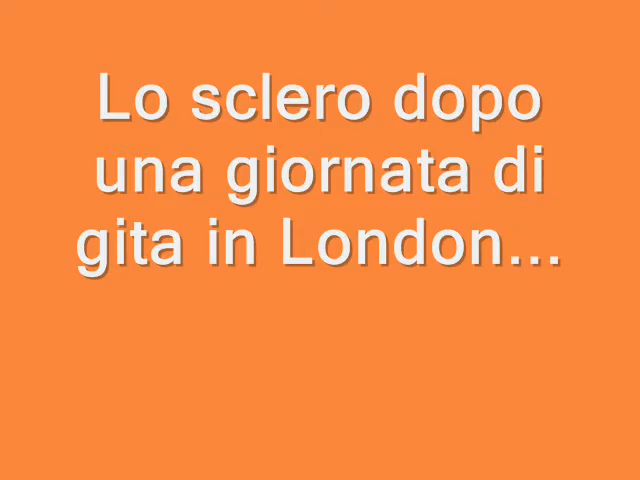 Lo sclero dopo
una giornata di
gita in London...